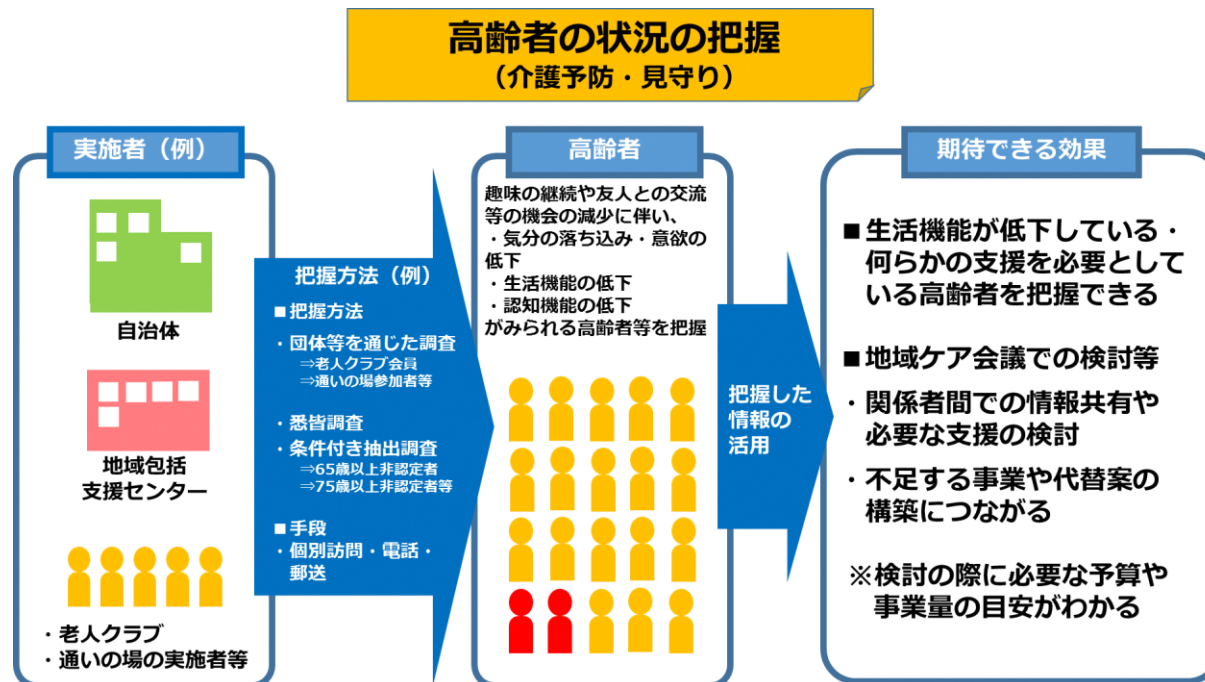 高齢者の状況の把握
（介護予防・見守り）
実施者（例）
自治体
地域包括
支援センター
・老人クラブ
・通いの場の実施者等
把握方法（例）
■把握方法
・団体等を通じた調査
⇒老人クラブ会員
⇒通いの場参加者等
・悉皆調査
・条件付き抽出調査
⇒65歳以上非認定者
⇒75歳以上非認定者等
■手段
・個別訪問・電話・
郵送
高齢者
趣味の継続や友人との交流
等の機会の減少に伴い、
・気分の落ち込み・意欲の
低下
・生活機能の低下
・認知機能の低下
がみられる高齢者等を把握
把握した
情報の
活用
期待できる効果
■生活機能が低下している・
何らかの支援を必要として
いる高齢者を把握できる
■地域ケア会議での検討等
・関係者間での情報共有や
必要な支援の検討
・不足する事業や代替案の
構築につながる
※検討の際に必要な予算や
事業量の目安がわかる